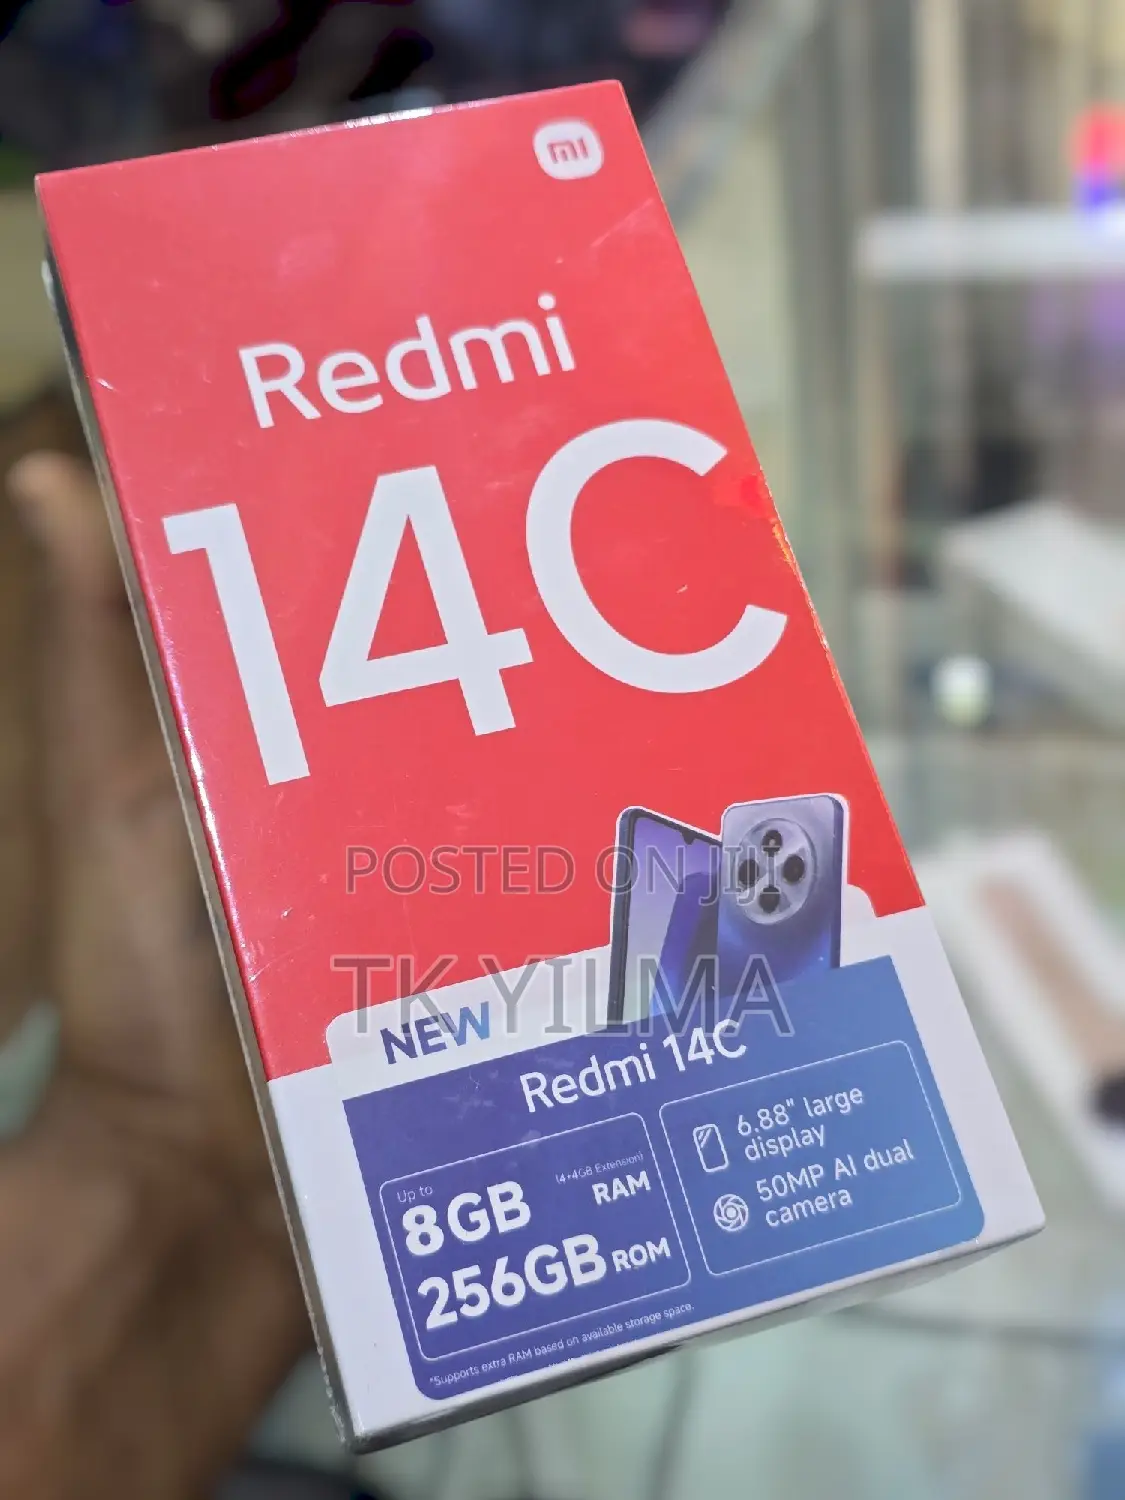 mi
Redmi
14C
POSTED ON JIJI
TK YILMA
NEW
Redmi 14C
Up to
8GB (4+4GB Extension) RAM
256GB ROM
6.88" large
display
50MP AI dual
camera
*Supports extra RAM based on available storage space.